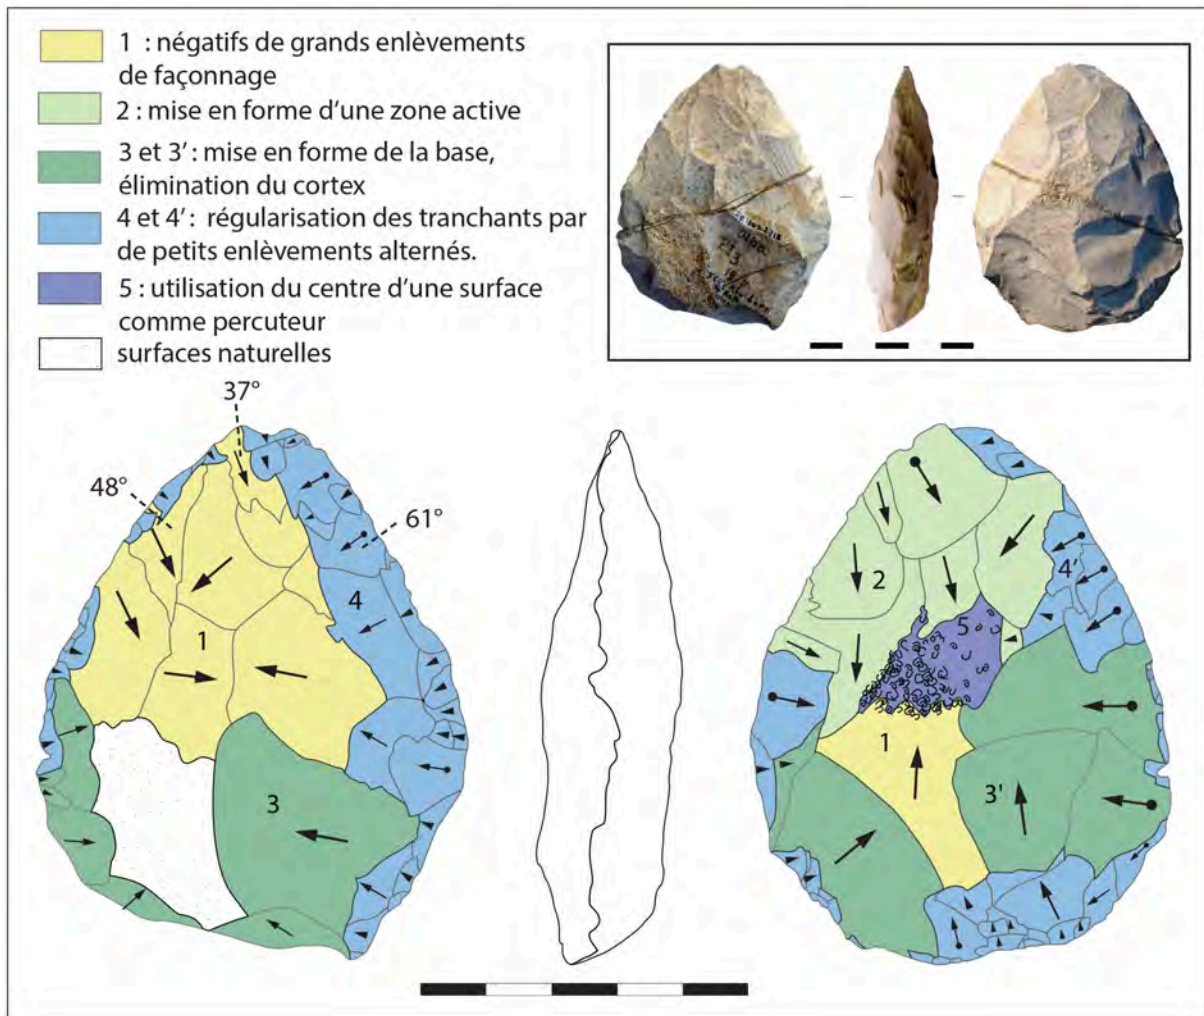 1 : négatifs de grands enlèvements
de façonnage
2 : mise en forme d'une zone active
3 et 3' : mise en forme de la base,
élimination du cortex
4 et 4' : régularisation des tranchants par
de petits enlèvements alternés.
5 : utilisation du centre d'une surface
comme percuteur
surfaces naturelles
37°
48°
61°
1
4
3
2
5
4'
1
3'